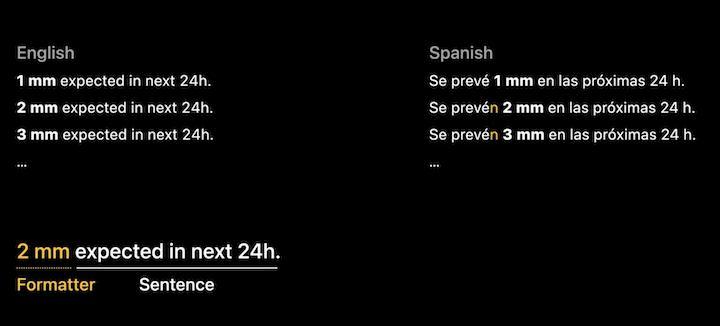 English
1 mm expected in next 24h.
2 mm expected in next 24h.
3 mm expected in next 24h.
...
Spanish
Se prevé 1 mm en las próximas 24 h.
Se prevén 2 mm en las próximas 24 h.
Se prevén 3 mm en las próximas 24 h.
...
2 mm expected in next 24h.
Formatter Sentence